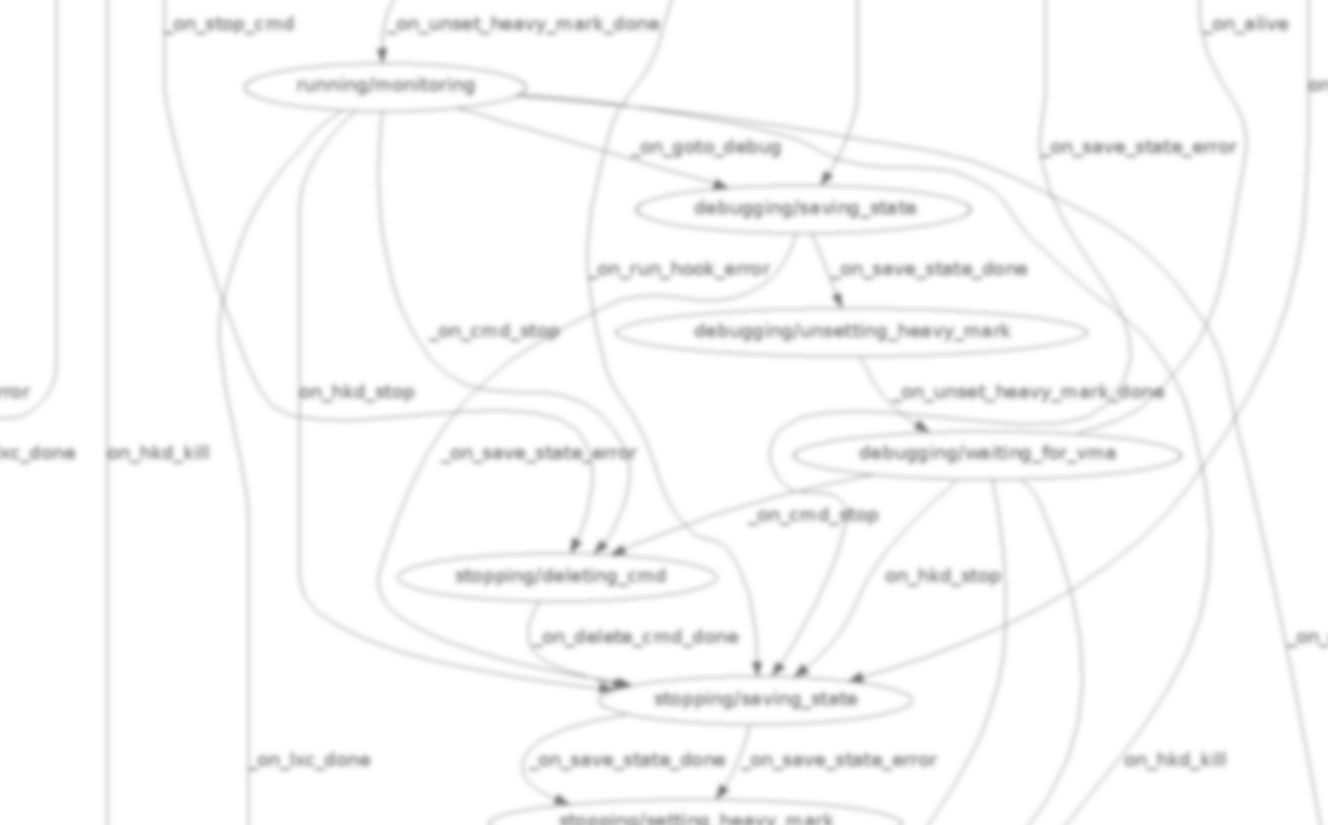 _on_stop_cmd
_on_unset_heavy_mark_done
_on_alive
running/monitoring
on
_on_goto_debug
_on_save_state_error
debugging/saving_state
_on_run_hook_error
_on_save_state_done
_on_cmd_stop
debugging/unsetting_heavy_mark
rror
on_hkd_stop
_on_unset_heavy_mark_done
lxc_done
on_hkd_kill
_on_save_state_error
debugging/waiting_for_vma
_on_cmd_stop
stopping/deleting_cmd
on_hkd_stop
_on_delete_cmd_done
_on_
stopping/saving_state
_on_lxc_done
_on_save_state_done
_on_save_state_error
on_hkd_kill
stopping/setting_heavy_mark